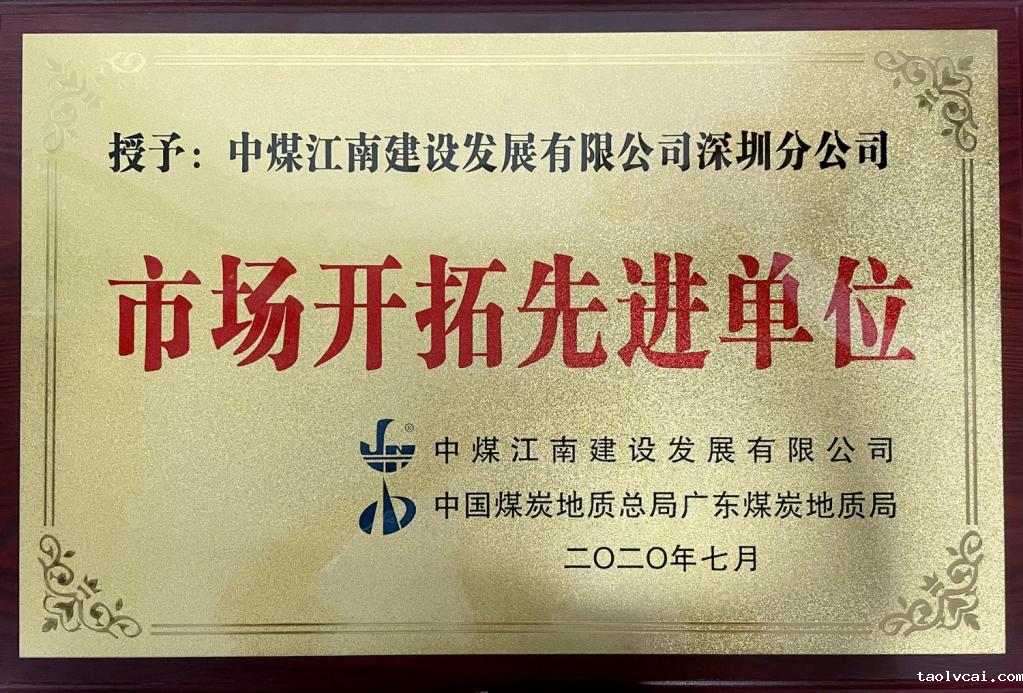 授予：中煤江南建设发展有限公司深圳分公司
市场开拓先进单位
JN® 中煤江南建设发展有限公司
中国煤炭地质总局广东煤炭地质局
二〇二〇年七月
taolvcai.com